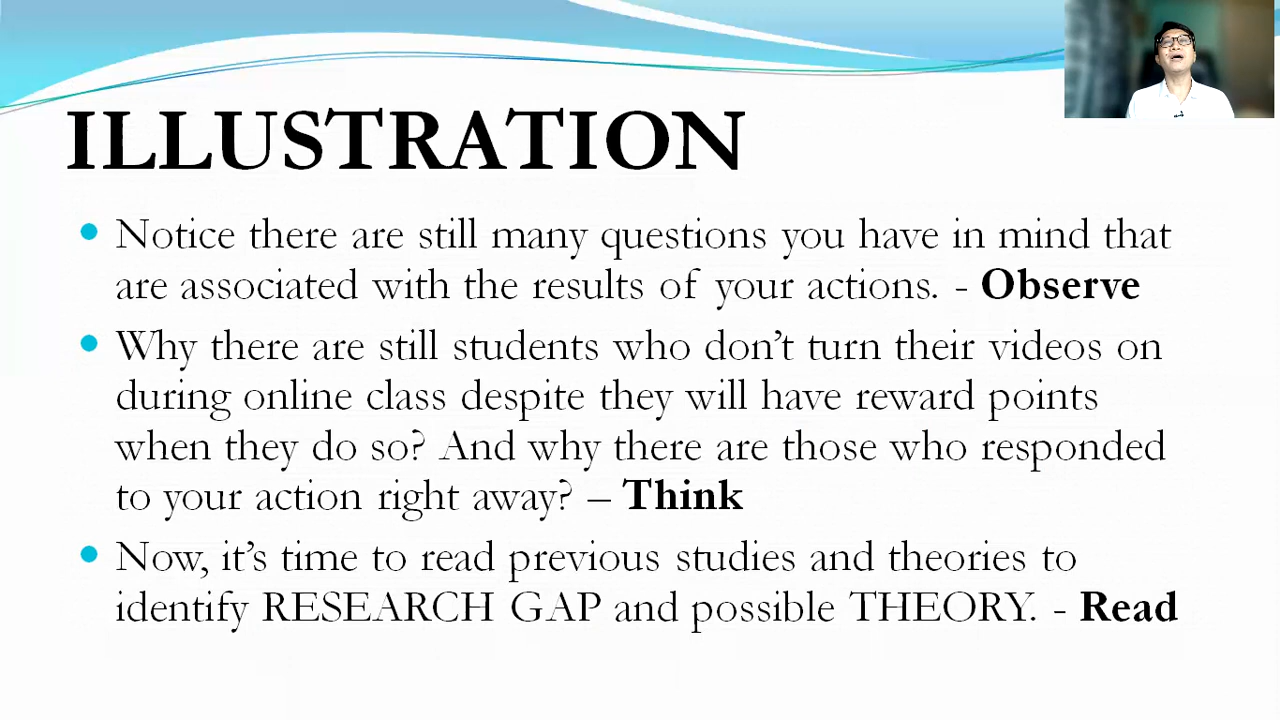 ILLUSTRATION
• Notice there are still many questions you have in mind that
are associated with the results of your actions. - Observe
• Why there are still students who don’t turn their videos on
during online class despite they will have reward points
when they do so? And why there are those who responded
to your action right away? – Think
• Now, it’s time to read previous studies and theories to
identify RESEARCH GAP and possible THEORY. - Read